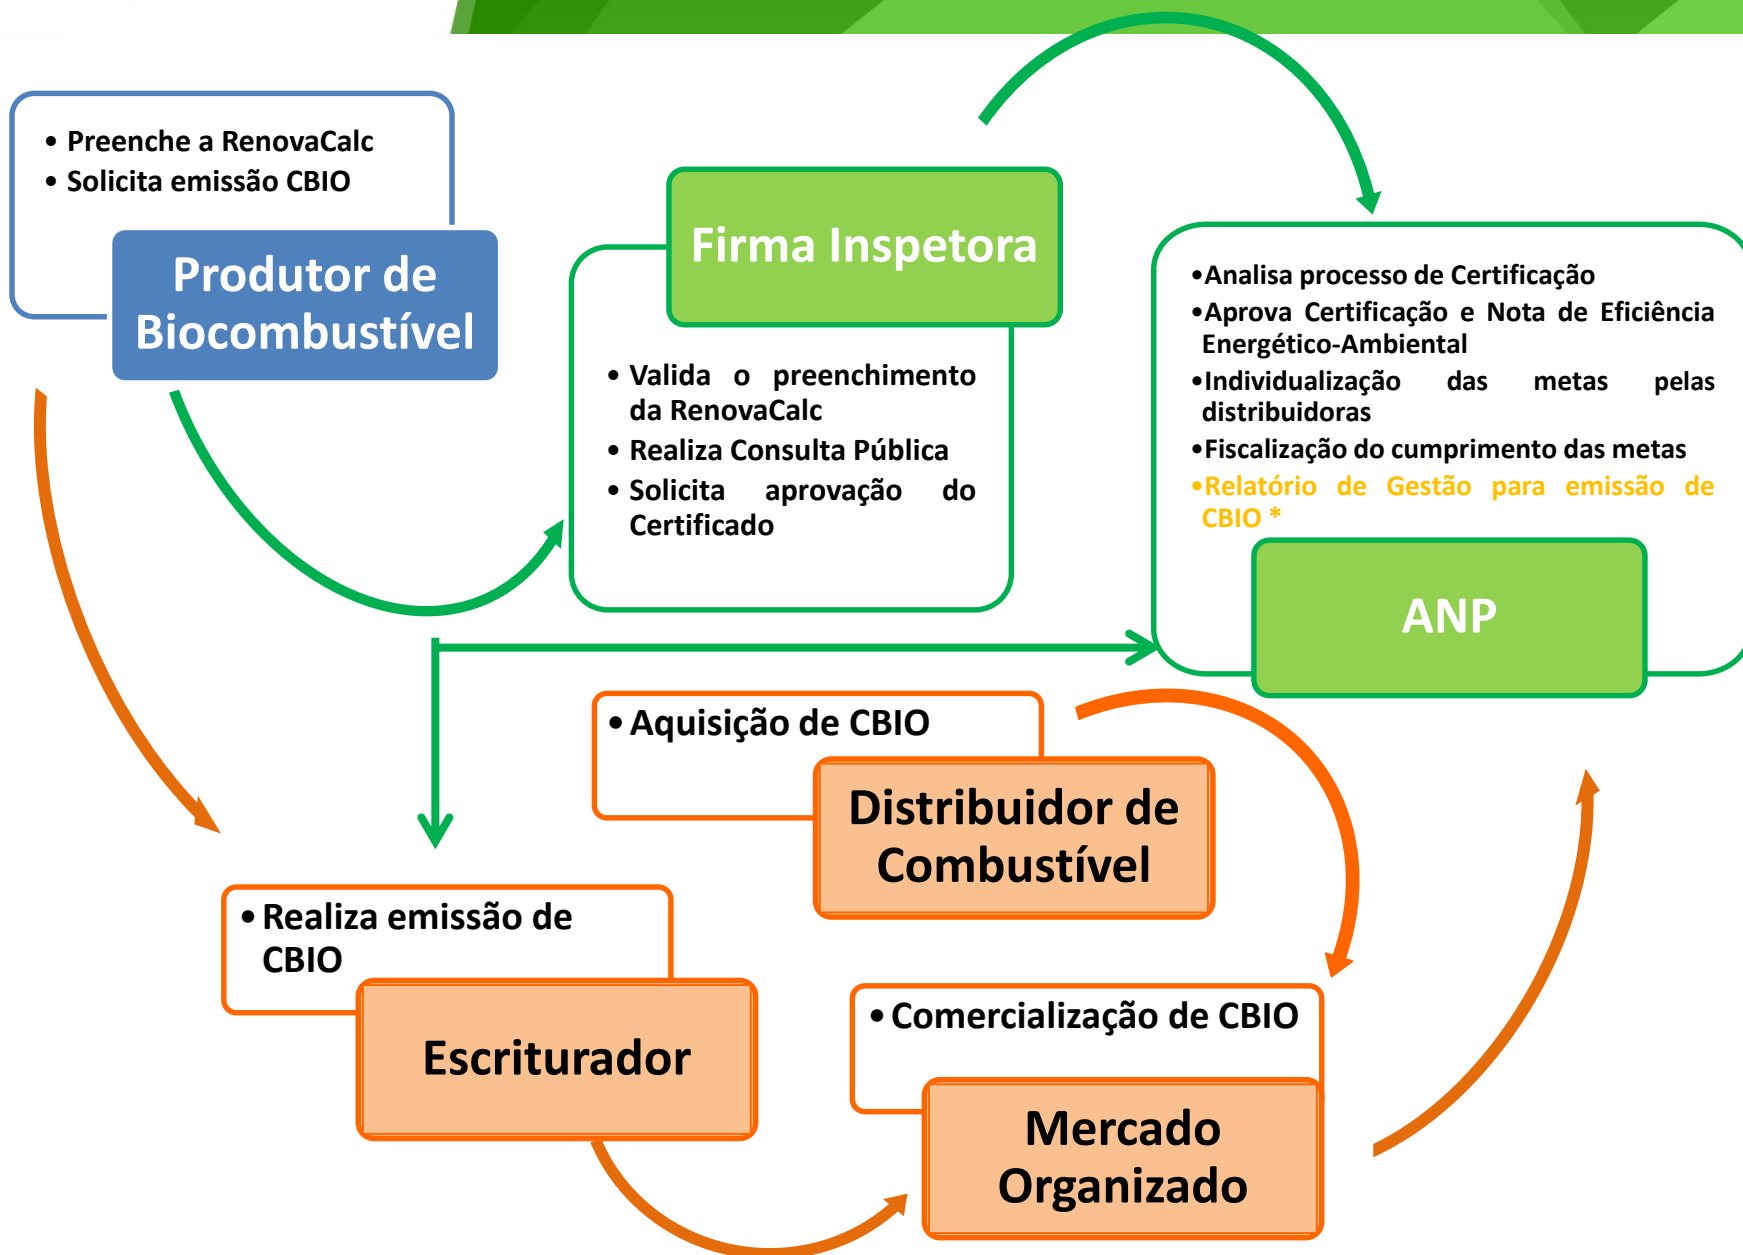 • Preenche a RenovaCalc
• Solicita emissão CBIO
Produtor de
Biocombustível
Firma Inspetora
• Valida o preenchimento
da RenovaCalc
• Realiza Consulta Pública
• Solicita aprovação do
Certificado
•Analisa processo de Certificação
•Aprova Certificação e Nota de Eficiência
Energético-Ambiental
•Individualização das metas pelas
distribuidoras
•Fiscalização do cumprimento das metas
•Relatório de Gestão para emissão de
CBIO *
ANP
• Aquisição de CBIO
Distribuidor de
Combustível
• Realiza emissão de
CBIO
Escriturador
• Comercialização de CBIO
Mercado
Organizado